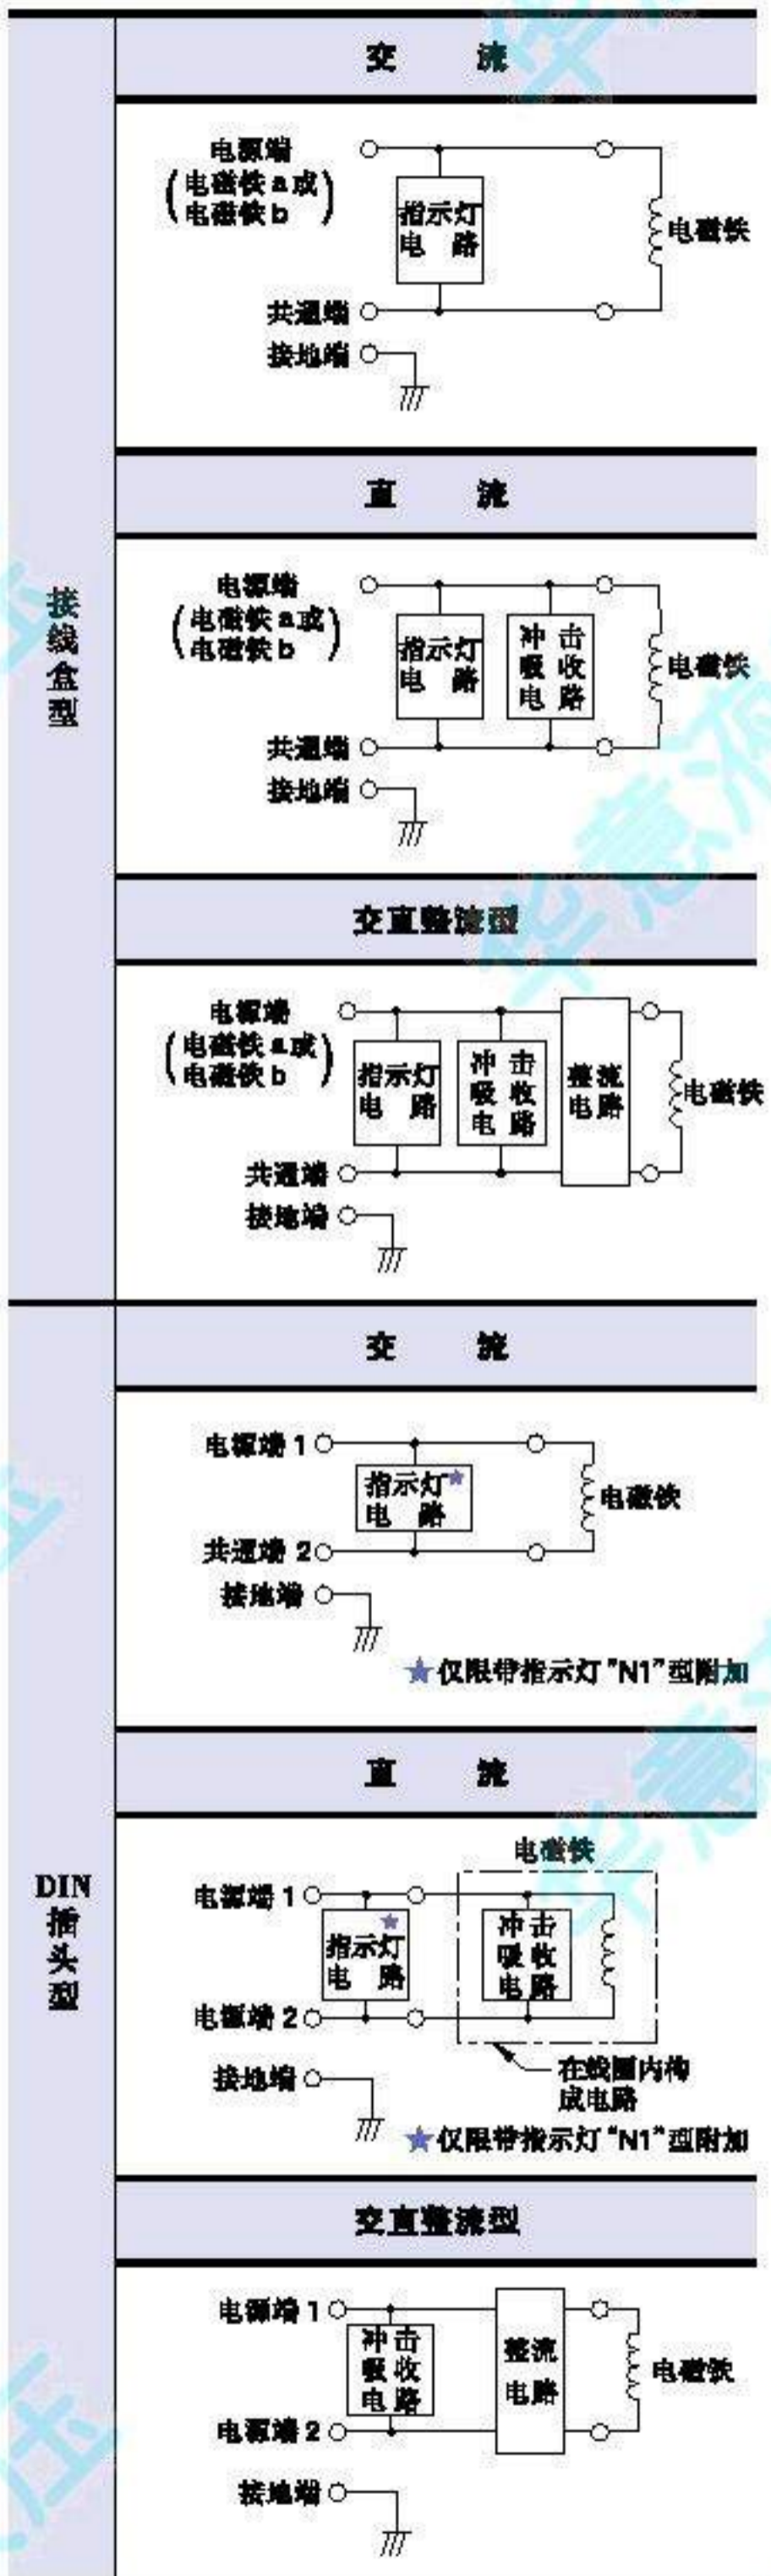 交 流
电源端
(电磁铁 a 或
电磁铁 b)
指示灯
电 路
电磁铁
共通端
接地端
直 流
接线盒型
电源端
(电磁铁 a 或
电磁铁 b)
指示灯
电 路
冲 击
吸 收
电 路
电磁铁
共通端
接地端
交直整流型
电源端
(电磁铁 a 或
电磁铁 b)
指示灯
电 路
冲 击
吸 收
电 路
整流
电路
电磁铁
共通端
接地端
交 流
电源端 1
指示灯★
电 路
电磁铁
共通端 2
接地端
★仅限带指示灯“N1”型附加
直 流
DIN
插头型
电磁铁
电源端 1
★
指示灯
电 路
冲 击
吸 收
电 路
电源端 2
接地端
在线圈内构
成电路
★仅限带指示灯“N1”型附加
交直整流型
电源端 1
冲 击
吸 收
电 路
整流
电路
电磁铁
电源端 2
接地端
华意液
华意
压